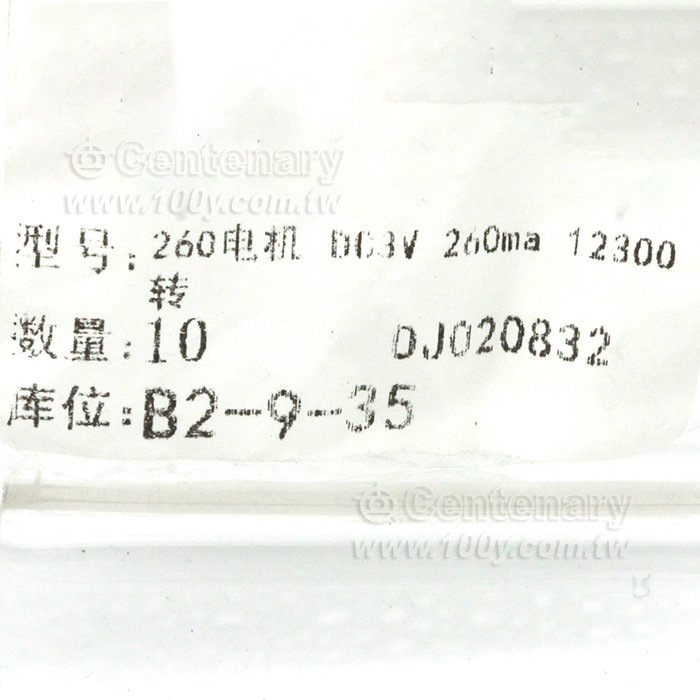 Centenary
www.100y.com.tw
型号: 260电机 DC3V 260ma 12300
转
数量: 10 DJ020832
库位: B2-9-35
Centenary
www.100y.com.tw